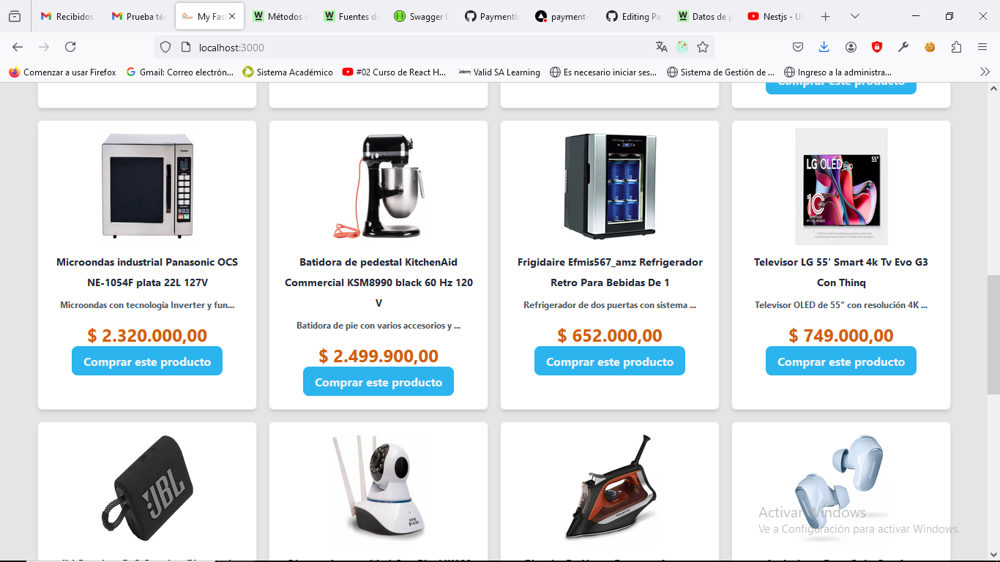 Recibidos
Prueba téc
My Fash
Métodos d
Fuentes d
Swagger U
PaymentIn
payment-
Editing Pa
Datos de p
Nestjs - Un
localhost:3000
Comenzar a usar Firefox
Gmail: Correo electrón...
Sistema Académico
#02 Curso de React H...
Valid SA Learning
Es necesario iniciar ses...
Sistema de Gestión de ...
Ingreso a la administra...
Comprar este producto
Microondas industrial Panasonic OCS
NE-1054F plata 22L 127V
Microondas con tecnología Inverter y fun...
$ 2.320.000,00
Comprar este producto
Batidora de pedestal KitchenAid
Commercial KSM8990 black 60 Hz 120
V
Batidora de pie con varios accesorios y ...
$ 2.499.900,00
Comprar este producto
Frigidaire Efmis567_amz Refrigerador
Retro Para Bebidas De 1
Refrigerador de dos puertas con sistema ...
$ 652.000,00
Comprar este producto
LG OLED evo 55"
Televisor LG 55' Smart 4k Tv Evo G3
Con Thinq
Televisor OLED de 55" con resolución 4K ...
$ 749.000,00
Comprar este producto
JBL
one
pixel
Activar Windows
Ve a Configuración para activar Windows.